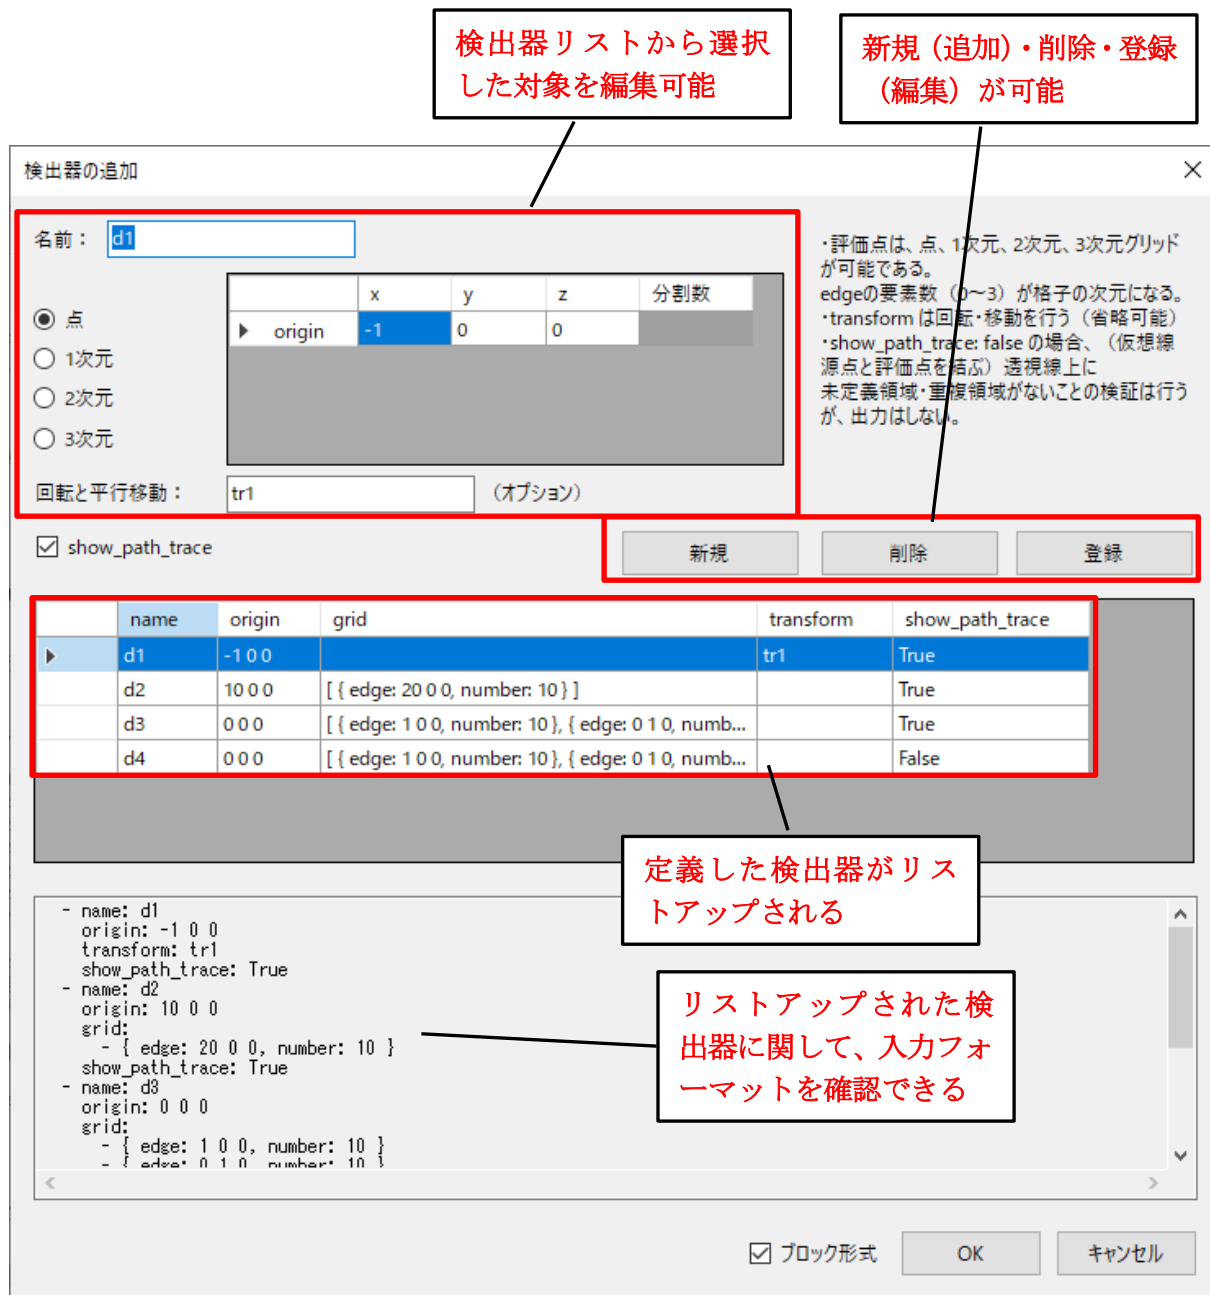 検出器リストから選択
した対象を編集可能
新規（追加）・削除・登録
（編集）が可能
検出器の追加
名前： d1
x y z 分割数
origin -1 0 0
点
1次元
2次元
3次元
回転と平行移動： tr1 （オプション）
・評価点は、点、1次元、2次元、3次元グリッド
が可能である。
edgeの要素数（0～3）が格子の次元になる。
・transform は回転・移動を行う（省略可能）
・show_path_trace: false の場合、（仮想線
源点と評価点を結ぶ）透視線上に
未定義領域・重複領域がないことの検証は行う
が、出力はしない。
show_path_trace
新規 削除 登録
name origin grid transform show_path_trace
d1 -1 0 0 tr1 True
d2 10 0 0 [ { edge: 20 0 0, number: 10 } ] True
d3 0 0 0 [ { edge: 1 0 0, number: 10 }, { edge: 0 1 0, numb... True
d4 0 0 0 [ { edge: 1 0 0, number: 10 }, { edge: 0 1 0, numb... False
定義した検出器がリス
トアップされる
- name: d1
origin: -1 0 0
transform: tr1
show_path_trace: True
- name: d2
origin: 10 0 0
grid:
- { edge: 20 0 0, number: 10 }
show_path_trace: True
- name: d3
origin: 0 0 0
grid:
- { edge: 1 0 0, number: 10 }
- { edge: 0 1 0, number: 10 }
リストアップされた検
出器に関して、入力フォ
ーマットを確認できる
ブロック形式 OK キャンセル